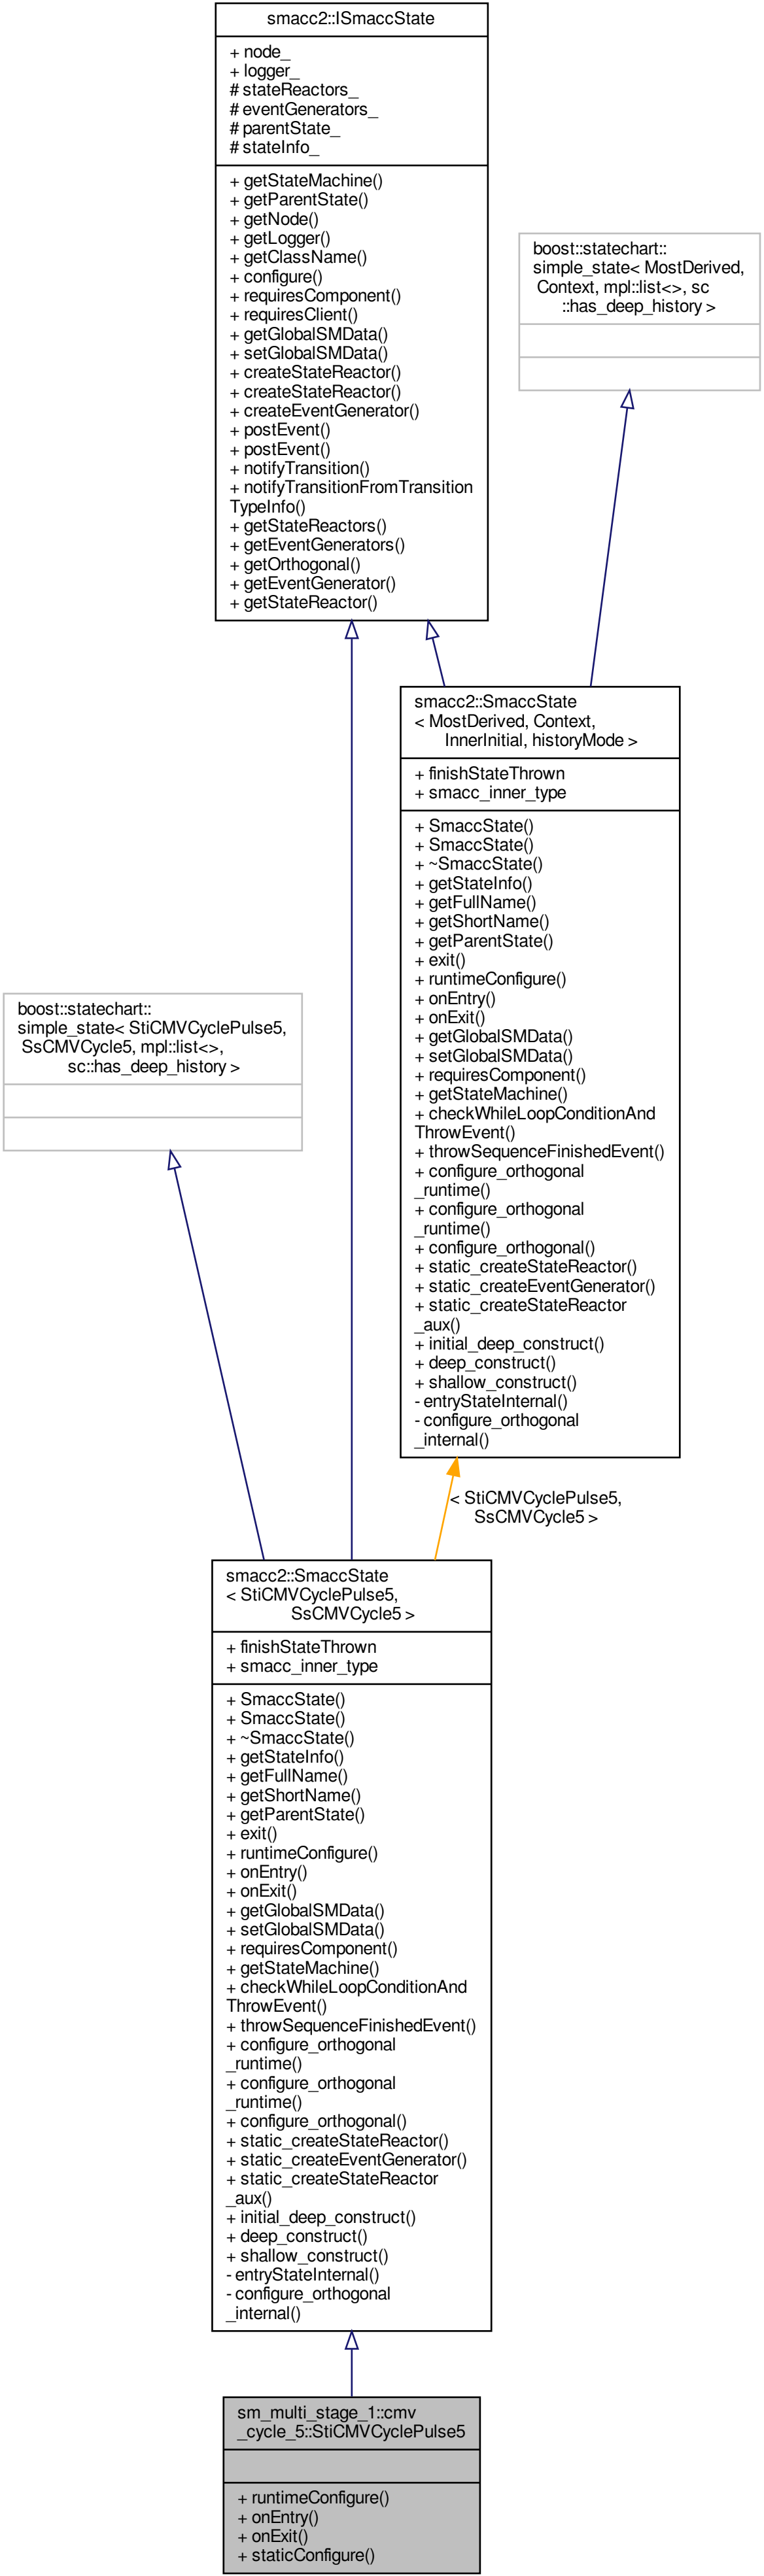 smacc2::ISmaccState
+ node_
+ logger_
# stateReactors_
# eventGenerators_
# parentState_
# stateInfo_
+ getStateMachine()
+ getParentState()
+ getNode()
+ getLogger()
+ getClassName()
+ configure()
+ requiresComponent()
+ requiresClient()
+ getGlobalSMData()
+ setGlobalSMData()
+ createStateReactor()
+ createStateReactor()
+ createEventGenerator()
+ postEvent()
+ postEvent()
+ notifyTransition()
+ notifyTransitionFromTransition
TypeInfo()
+ getStateReactors()
+ getEventGenerators()
+ getOrthogonal()
+ getEventGenerator()
+ getStateReactor()
boost::statechart::
simple_state< MostDerived,
Context, mpl::list<>, sc
::has_deep_history >
smacc2::SmaccState
< MostDerived, Context,
InnerInitial, historyMode >
+ finishStateThrown
+ smacc_inner_type
+ SmaccState()
+ SmaccState()
+ ~SmaccState()
+ getStateInfo()
+ getFullName()
+ getShortName()
+ getParentState()
+ exit()
+ runtimeConfigure()
+ onEntry()
+ onExit()
+ getGlobalSMData()
+ setGlobalSMData()
+ requiresComponent()
+ getStateMachine()
+ checkWhileLoopConditionAnd
ThrowEvent()
+ throwSequenceFinishedEvent()
+ configure_orthogonal
_runtime()
+ configure_orthogonal
_runtime()
+ configure_orthogonal()
+ static_createStateReactor()
+ static_createEventGenerator()
+ static_createStateReactor
_aux()
+ initial_deep_construct()
+ deep_construct()
+ shallow_construct()
- entryStateInternal()
- configure_orthogonal
_internal()
boost::statechart::
simple_state< StiCMVCyclePulse5,
SsCMVCycle5, mpl::list<>,
sc::has_deep_history >
< StiCMVCyclePulse5,
SsCMVCycle5 >
smacc2::SmaccState
< StiCMVCyclePulse5,
SsCMVCycle5 >
+ finishStateThrown
+ smacc_inner_type
+ SmaccState()
+ SmaccState()
+ ~SmaccState()
+ getStateInfo()
+ getFullName()
+ getShortName()
+ getParentState()
+ exit()
+ runtimeConfigure()
+ onEntry()
+ onExit()
+ getGlobalSMData()
+ setGlobalSMData()
+ requiresComponent()
+ getStateMachine()
+ checkWhileLoopConditionAnd
ThrowEvent()
+ throwSequenceFinishedEvent()
+ configure_orthogonal
_runtime()
+ configure_orthogonal
_runtime()
+ configure_orthogonal()
+ static_createStateReactor()
+ static_createEventGenerator()
+ static_createStateReactor
_aux()
+ initial_deep_construct()
+ deep_construct()
+ shallow_construct()
- entryStateInternal()
- configure_orthogonal
_internal()
sm_multi_stage_1::cmv
_cycle_5::StiCMVCyclePulse5
+ runtimeConfigure()
+ onEntry()
+ onExit()
+ staticConfigure()